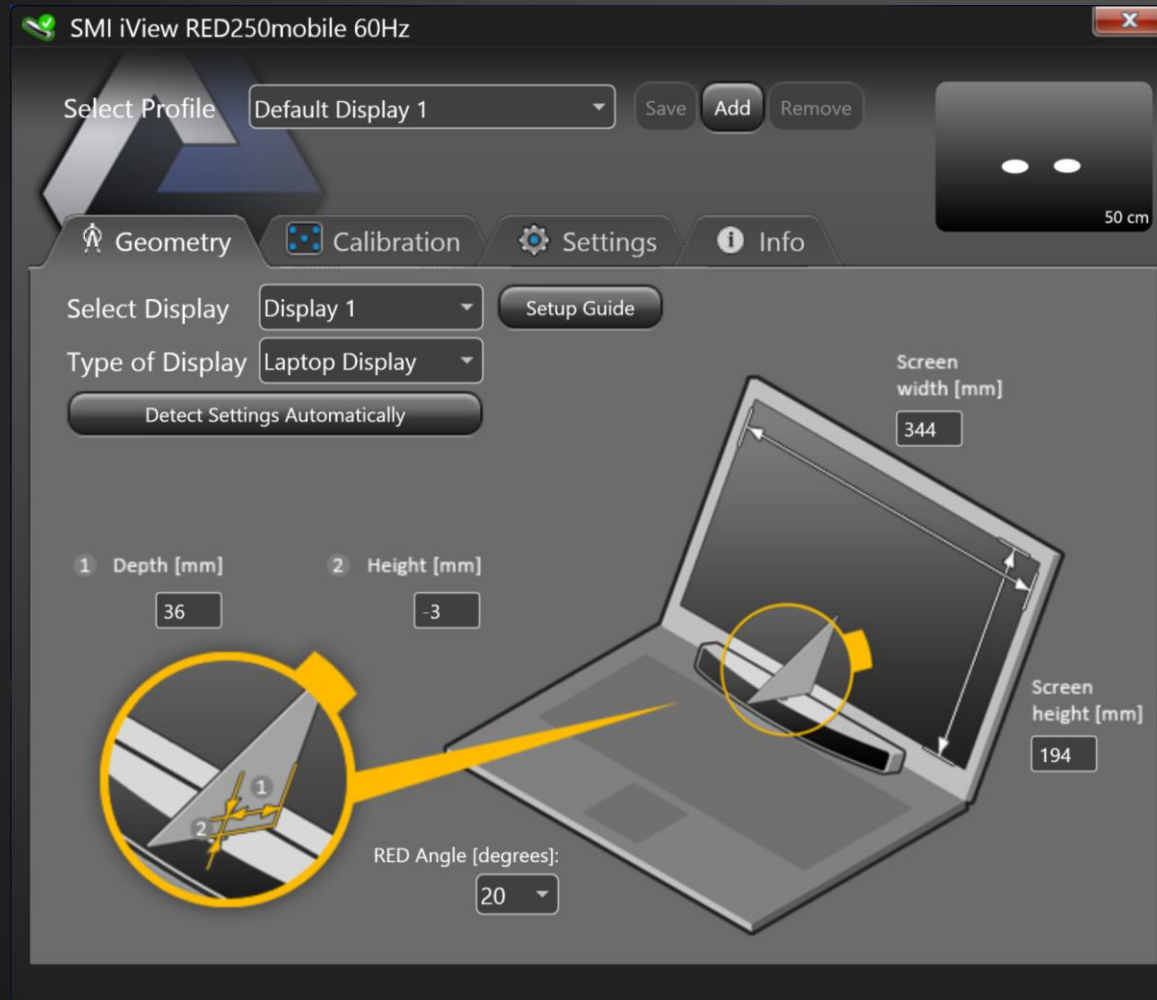 SMI iView RED250mobile 60Hz
X
Select Profile Default Display 1 Save Add Remove
50 cm
Geometry Calibration Settings Info
Select Display Display 1 Setup Guide
Type of Display Laptop Display
Detect Settings Automatically
Screen
width [mm]
344
1 Depth [mm] 2 Height [mm]
36 -3
Screen
height [mm]
194
1
2
RED Angle [degrees]:
20